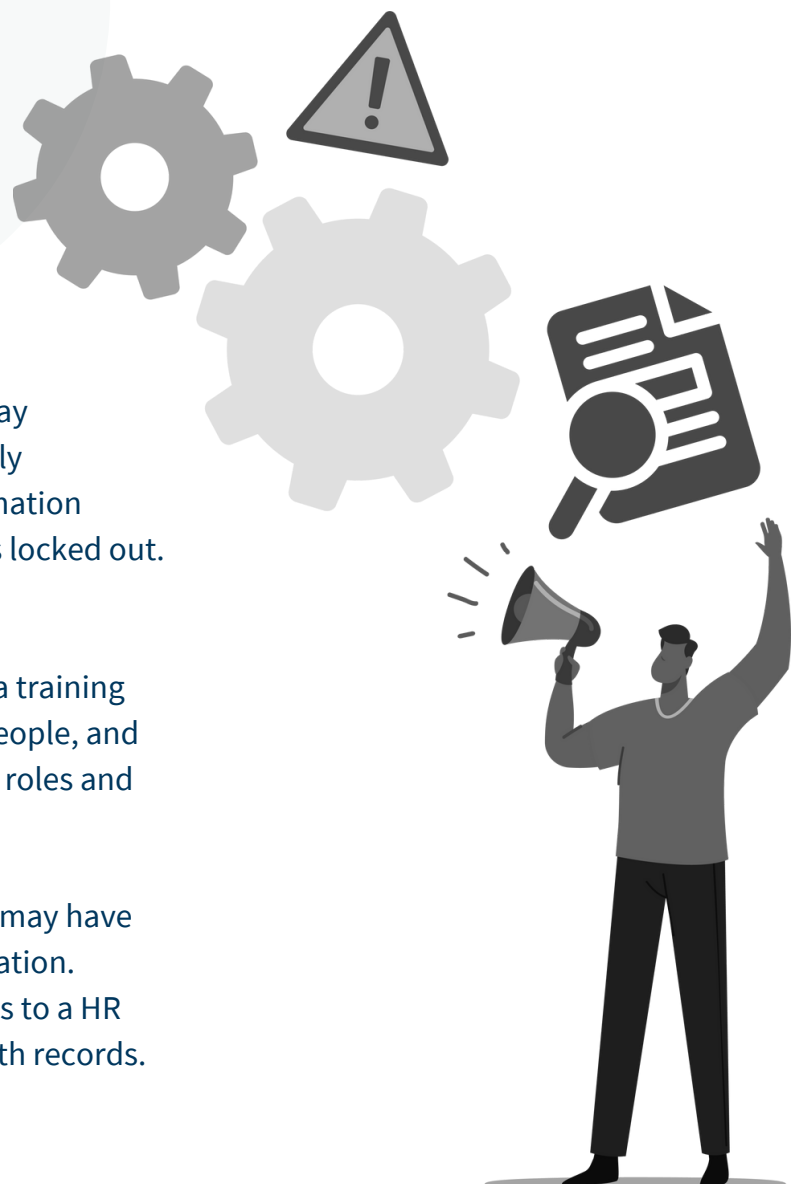 ay
ly
nation
s locked out.
a training
eople, and
roles and
may have
ation.
s to a HR
th records.